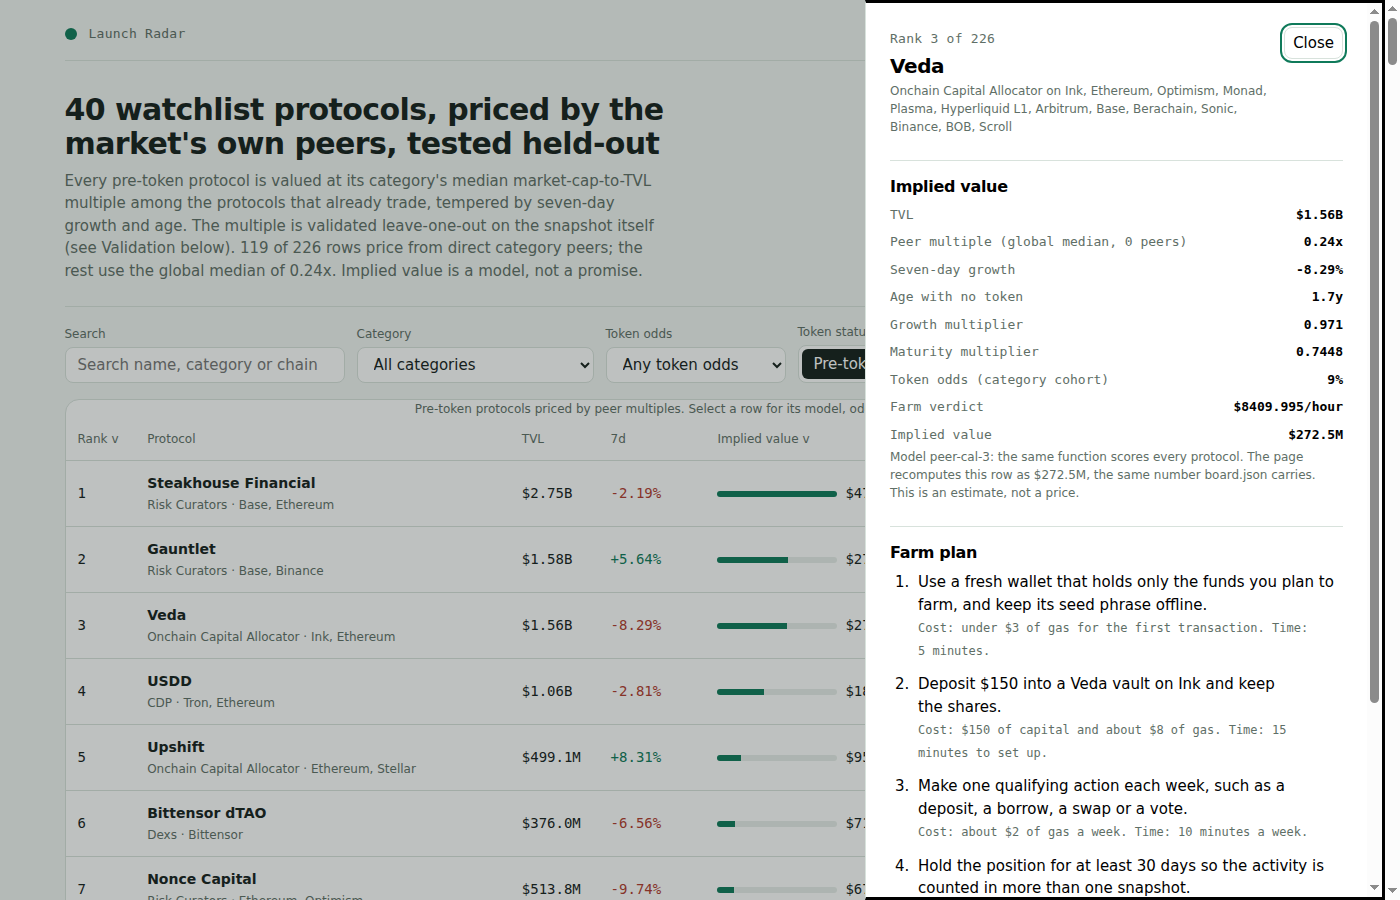 Launch Radar
40 watchlist protocols, priced by the
market's own peers, tested held-out
Every pre-token protocol is valued at its category's median market-cap-to-TVL
multiple among the protocols that already trade, tempered by seven-day
growth and age. The multiple is validated leave-one-out on the snapshot itself
(see Validation below). 119 of 226 rows price from direct category peers; the
rest use the global median of 0.24x. Implied value is a model, not a promise.
Search
Category
Token odds
Token statu
Search name, category or chain
All categories
Any token odds
Pre-tok
Pre-token protocols priced by peer multiples. Select a row for its model, od
Rank v
Protocol
TVL
7d
Implied value v
1
Steakhouse Financial
Risk Curators · Base, Ethereum
$2.75B
-2.19%
$47
2
Gauntlet
Risk Curators · Base, Binance
$1.58B
+5.64%
$27
3
Veda
Onchain Capital Allocator · Ink, Ethereum
$1.56B
-8.29%
$27
4
USDD
CDP · Tron, Ethereum
$1.06B
-2.81%
$18
5
Upshift
Onchain Capital Allocator · Ethereum, Stellar
$499.1M
+8.31%
$95
6
Bittensor dTAO
Dexs · Bittensor
$376.0M
-6.56%
$71
7
Nonce Capital
Risk Curators · Ethereum, Optimism
$513.8M
-9.74%
$67
Rank 3 of 226
Close
Veda
Onchain Capital Allocator on Ink, Ethereum, Optimism, Monad,
Plasma, Hyperliquid L1, Arbitrum, Base, Berachain, Sonic,
Binance, BOB, Scroll
Implied value
TVL $1.56B
Peer multiple (global median, 0 peers) 0.24x
Seven-day growth -8.29%
Age with no token 1.7y
Growth multiplier 0.971
Maturity multiplier 0.7448
Token odds (category cohort) 9%
Farm verdict $8409.995/hour
Implied value $272.5M
Model peer-cal-3: the same function scores every protocol. The page
recomputes this row as $272.5M, the same number board.json carries.
This is an estimate, not a price.
Farm plan
1. Use a fresh wallet that holds only the funds you plan to
farm, and keep its seed phrase offline.
Cost: under $3 of gas for the first transaction. Time:
5 minutes.
2. Deposit $150 into a Veda vault on Ink and keep
the shares.
Cost: $150 of capital and about $8 of gas. Time: 15
minutes to set up.
3. Make one qualifying action each week, such as a
deposit, a borrow, a swap or a vote.
Cost: about $2 of gas a week. Time: 10 minutes a week.
4. Hold the position for at least 30 days so the activity is
counted in more than one snapshot.